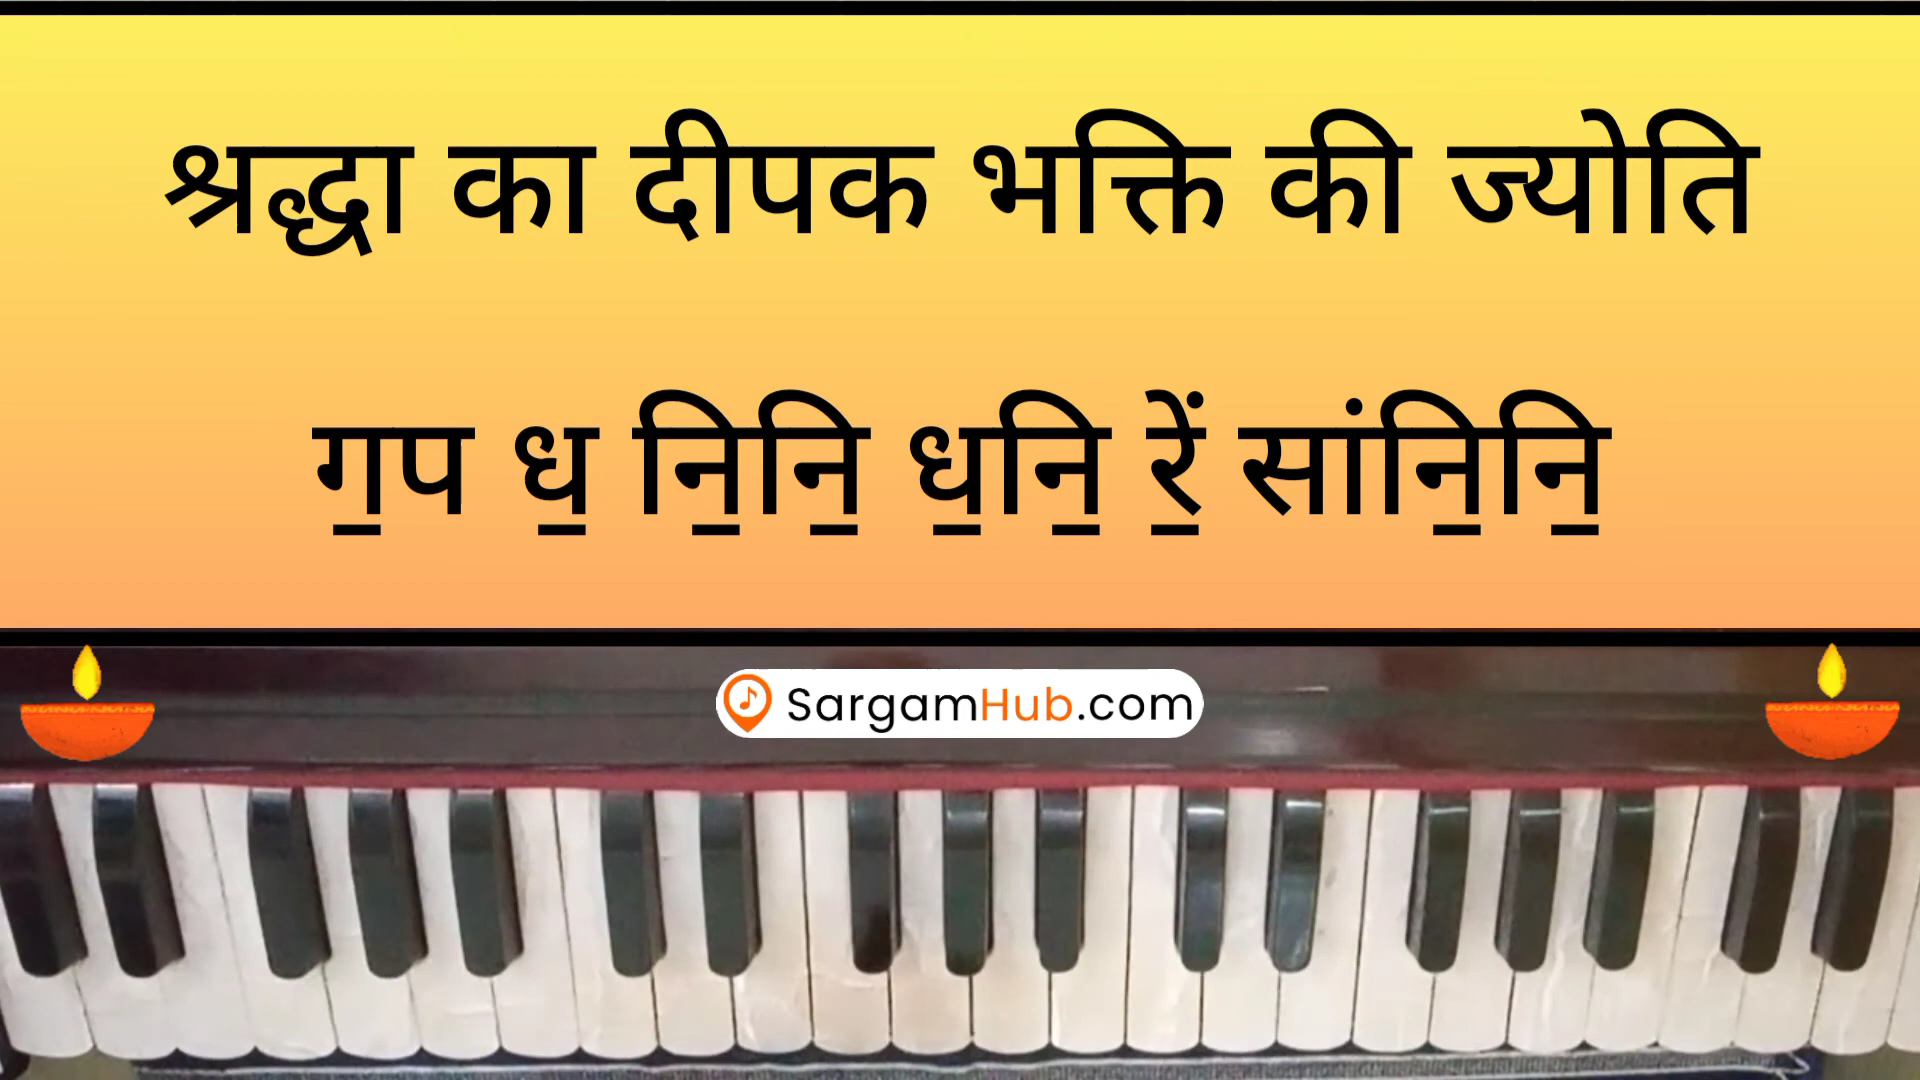 श्रद्धा का दीपक भक्ति की ज्योति
ग॒प ध॒ नि॒नि॒ ध॒नि॒ रें॒ सांनि॒नि॒
SargamHub.com